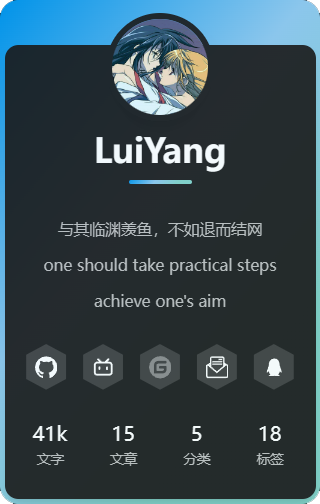 LuiYang
与其临渊羡鱼，不如退而结网
one should take practical steps
achieve one's aim
41k 15 5 18
文字 文章 分类 标签